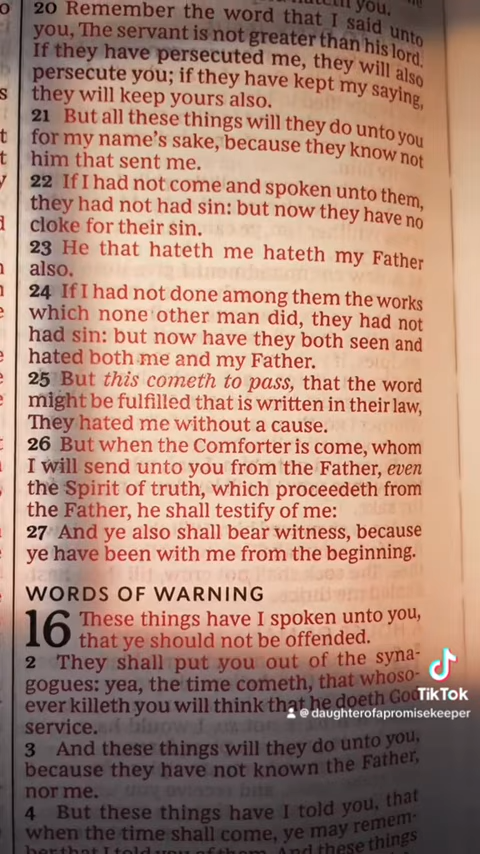 20 Remember the word that I said unto
you, The servant is not greater than his lord.
If they have persecuted me, they will also
persecute you; if they have kept my saying,
they will keep yours also.
21 But all these things will they do unto you
for my name's sake, because they know not
him that sent me.
22 If I had not come and spoken unto them,
they had not had sin: but now they have no
cloke for their sin.
23 He that hateth me hateth my Father
also.
24 If I had not done among them the works
which none other man did, they had not
had sin: but now have they both seen and
hated both me and my Father.
25 But this cometh to pass, that the word
might be fulfilled that is written in their law,
They hated me without a cause.
26 But when the Comforter is come, whom
I will send unto you from the Father, even
the Spirit of truth, which proceedeth from
the Father, he shall testify of me:
27 And ye also shall bear witness, because
ye have been with me from the beginning.
WORDS OF WARNING
16 These things have I spoken unto you,
that ye should not be offended.
2 They shall put you out of the syna-
gogues: yea, the time cometh, that whoso-
ever killeth you will think that he doeth God
service.
3 And these things will they do unto you,
because they have not known the Father,
nor me.
4 But these things have I told you, that
when the time shall come, ye may remem-
ber that I told you of them. And these things
TikTok
@daughterofapromisekeeper